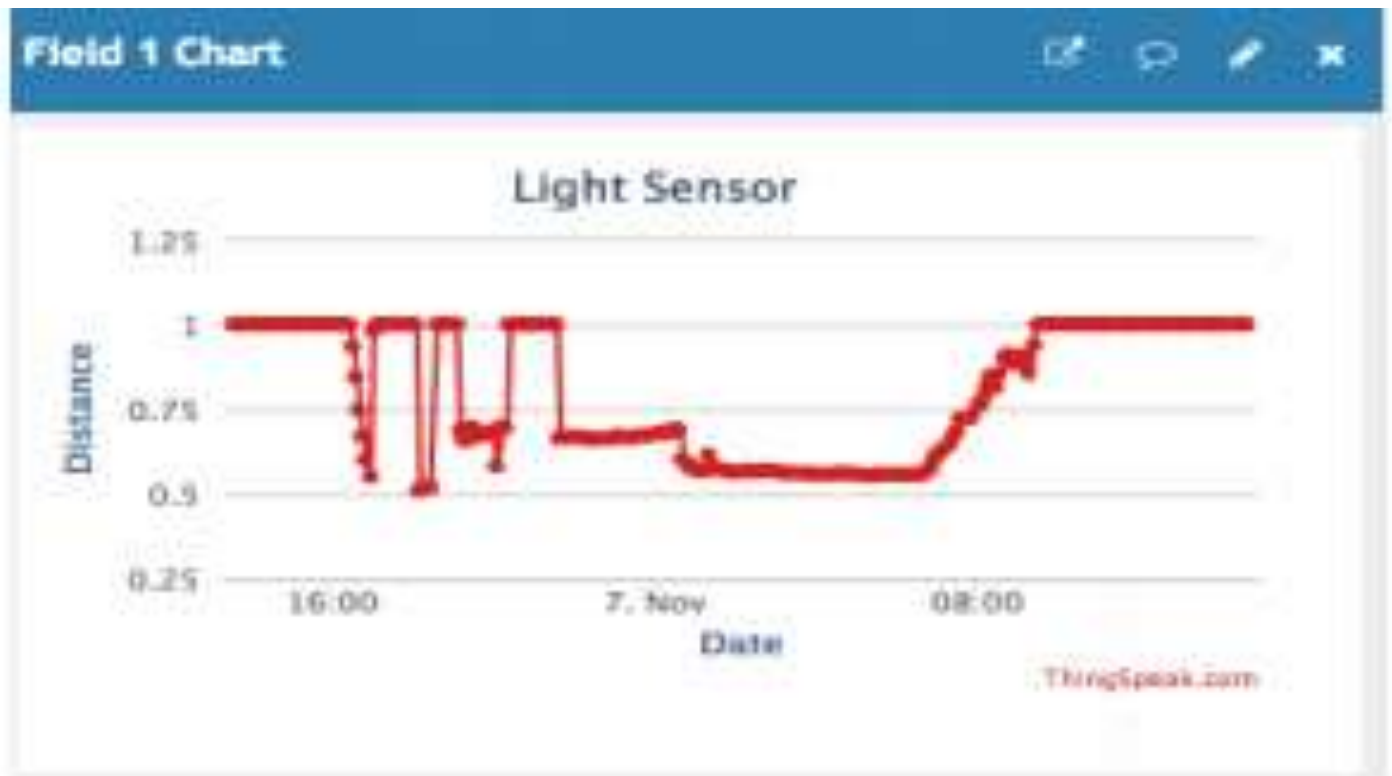 Field 1 Chart
Light Sensor
1.25
1
0.75
0.5
0.25
Distance
16:00
7. Nov
08:00
Date
ThingSpeak.com